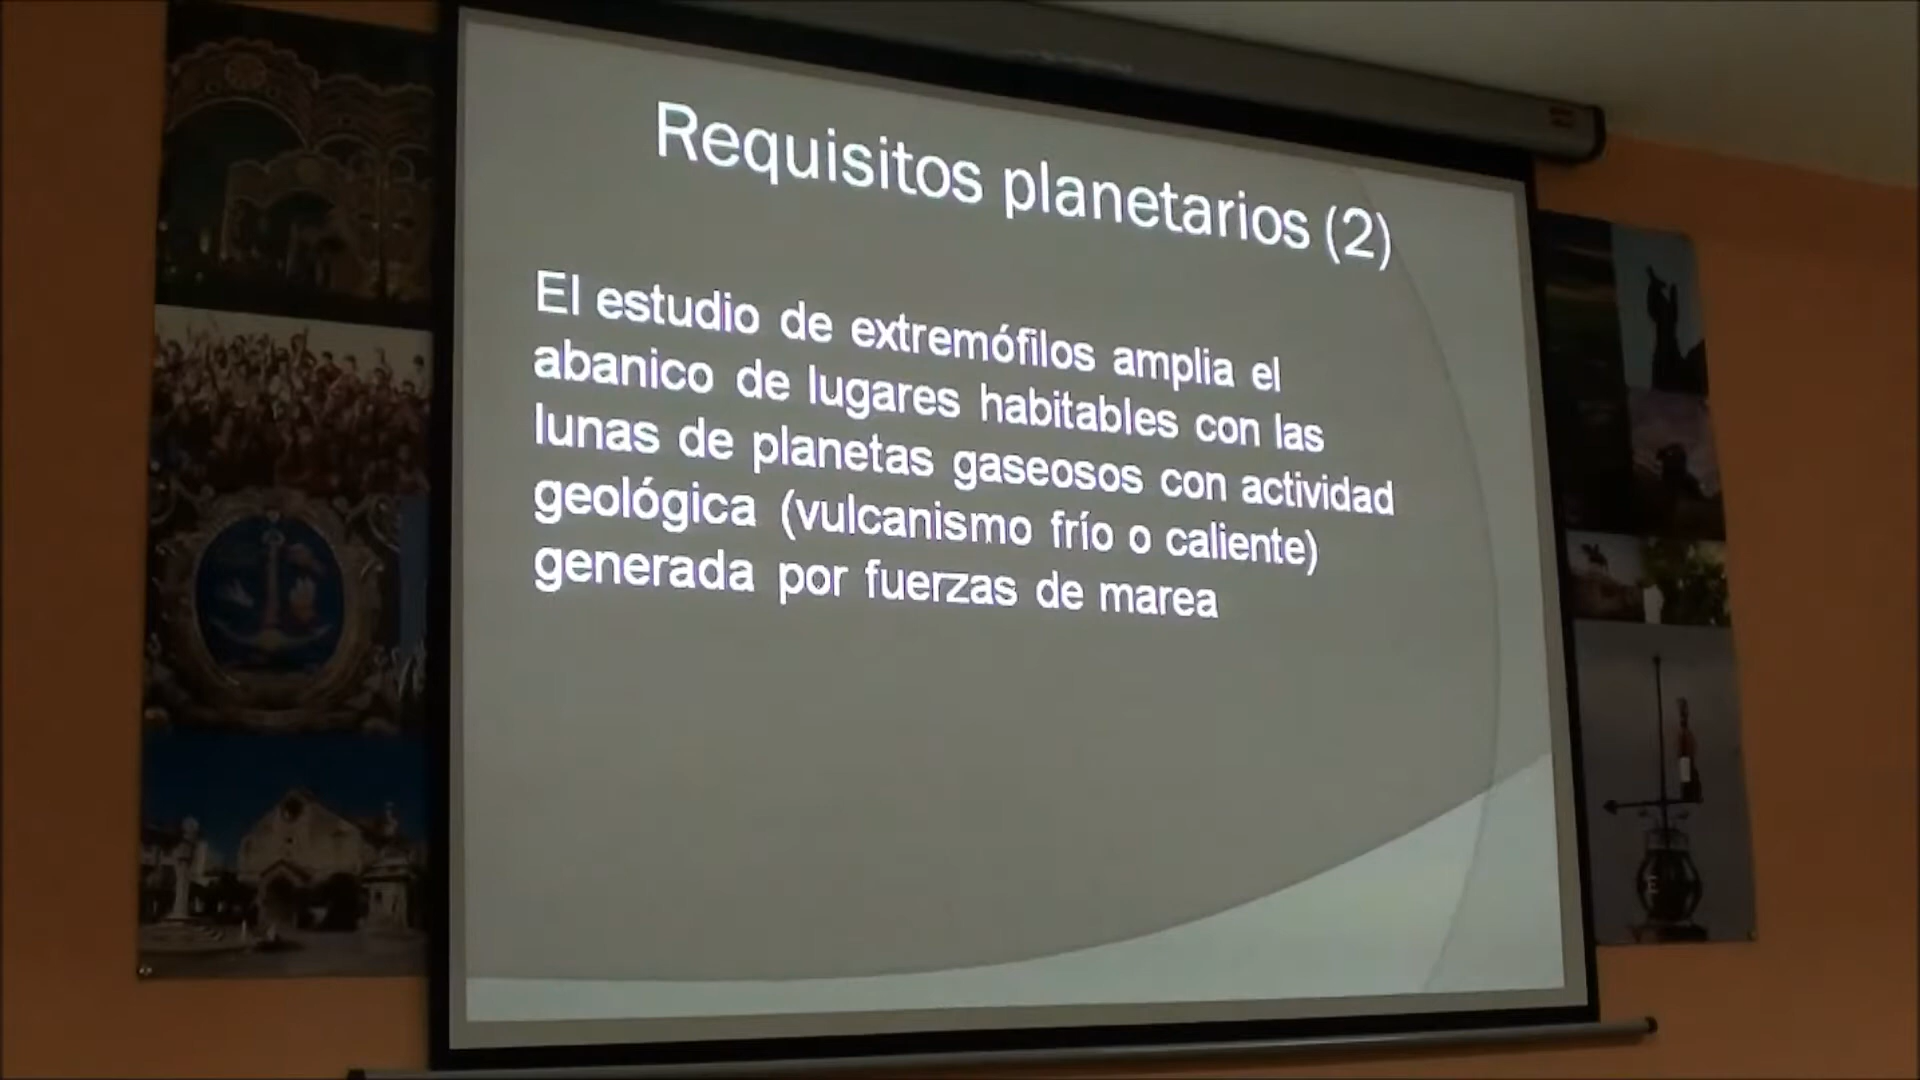 Requisitos planetarios (2)
El estudio de extremófilos amplia el
abanico de lugares habitables con las
lunas de planetas gaseosos con actividad
geológica (vulcanismo frío o caliente)
generada por fuerzas de marea